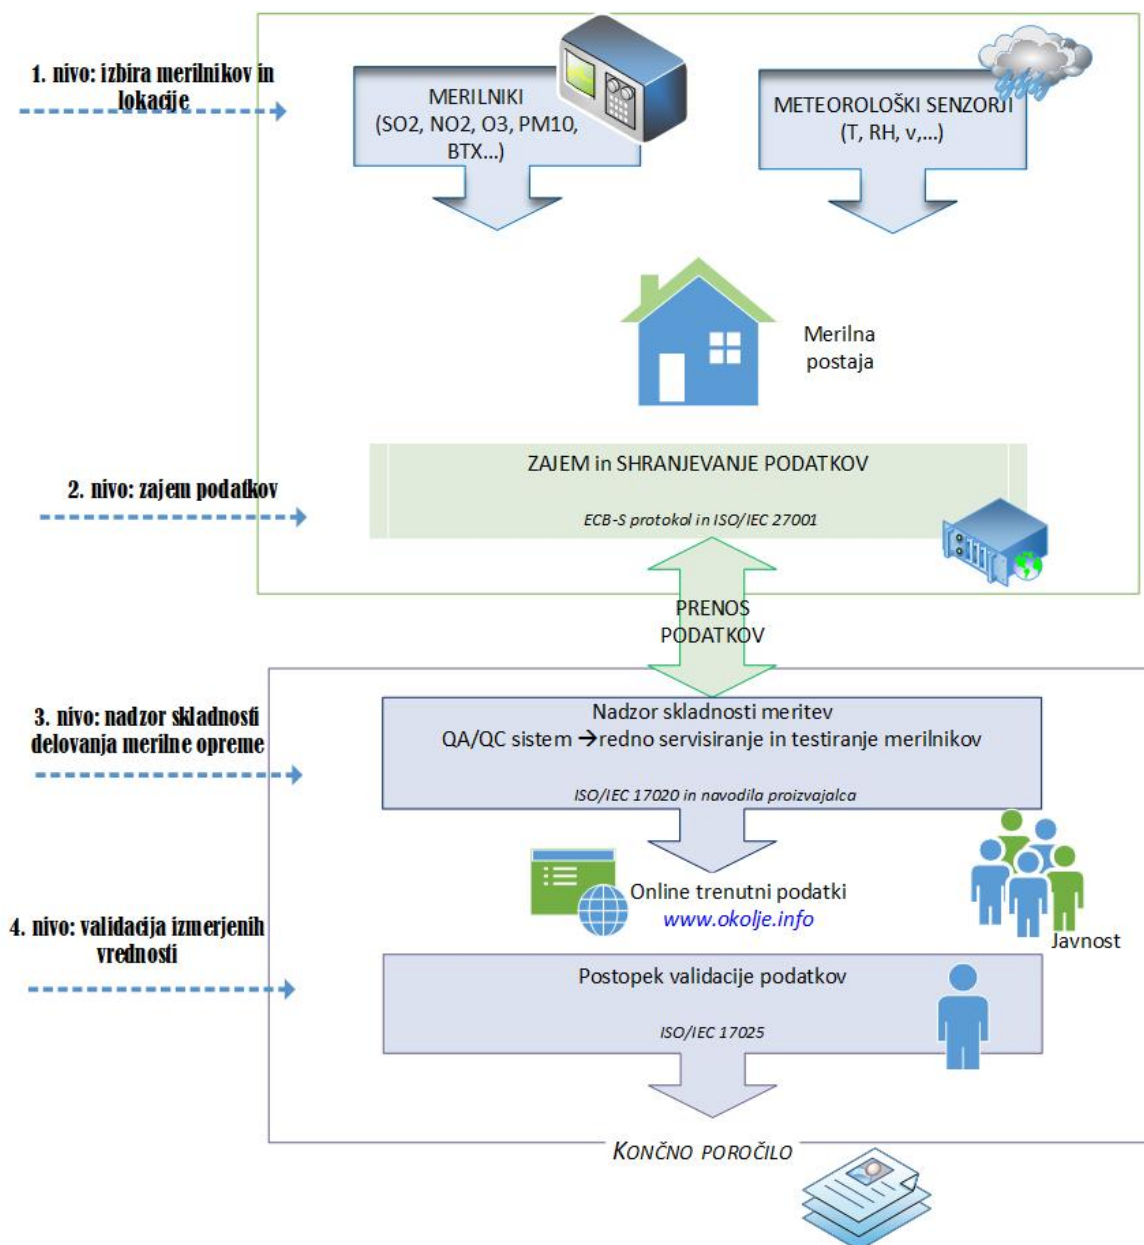 1. nivo: izbira merilnikov in
lokacije
MERILNIKI
(SO2, NO2, O3, PM10,
BTX...)
METEOROLOŠKI SENZORJI
(T, RH, v,...)
Merilna
postaja
2. nivo: zajem podatkov
ZAJEM in SHRANJEVANJE PODATKOV
ECB-S protokol in ISO/IEC 27001
PRENOS
PODATKOV
3. nivo: nadzor skladnosti
delovanja merilne opreme
Nadzor skladnosti meritev
QA/QC sistem →redno servisiranje in testiranje merilnikov
ISO/IEC 17020 in navodila proizvajalca
Online trenutni podatki
www.okolje.info
Javnost
4. nivo: validacija izmerjenih
vrednosti
Postopek validacije podatkov
ISO/IEC 17025
KONČNO POROČILO